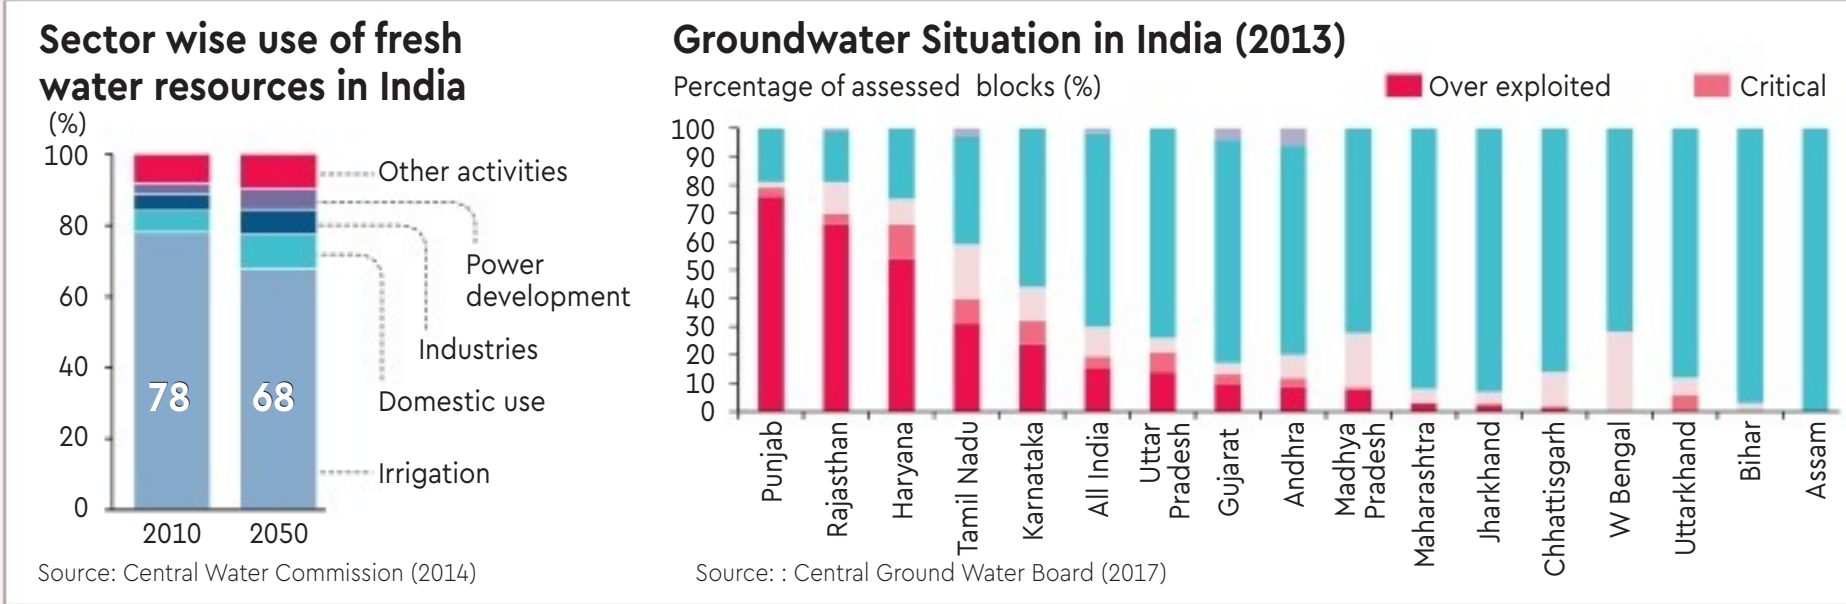 Sector wise use of fresh
water resources in India
(%)
100
80
60
40
20
0
78
68
2010
2050
Other activities
Power
development
Industries
Domestic use
Irrigation
Source: Central Water Commission (2014)
Groundwater Situation in India (2013)
Percentage of assessed blocks (%)
Over exploited
Critical
100
90
80
70
60
50
40
30
20
10
0
Punjab
Rajasthan
Haryana
Tamil Nadu
Karnataka
All India
Uttar
Pradesh
Gujarat
Andhra
Madhya
Pradesh
Maharashtra
Jharkhand
Chhattisgarh
W Bengal
Uttarkhand
Bihar
Assam
Source: : Central Ground Water Board (2017)